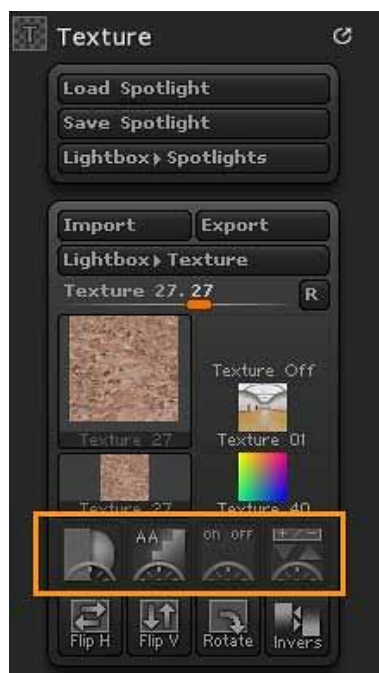 T Texture
Load Spotlight
Save Spotlight
Lightbox▸Spotlights
Import Export
Lightbox▸Texture
Texture 27. 27 R
Texture Off
Texture 27 Texture 01
Texture 27 Texture 40
AA on off +/-
Flip H Flip V Rotate Invers